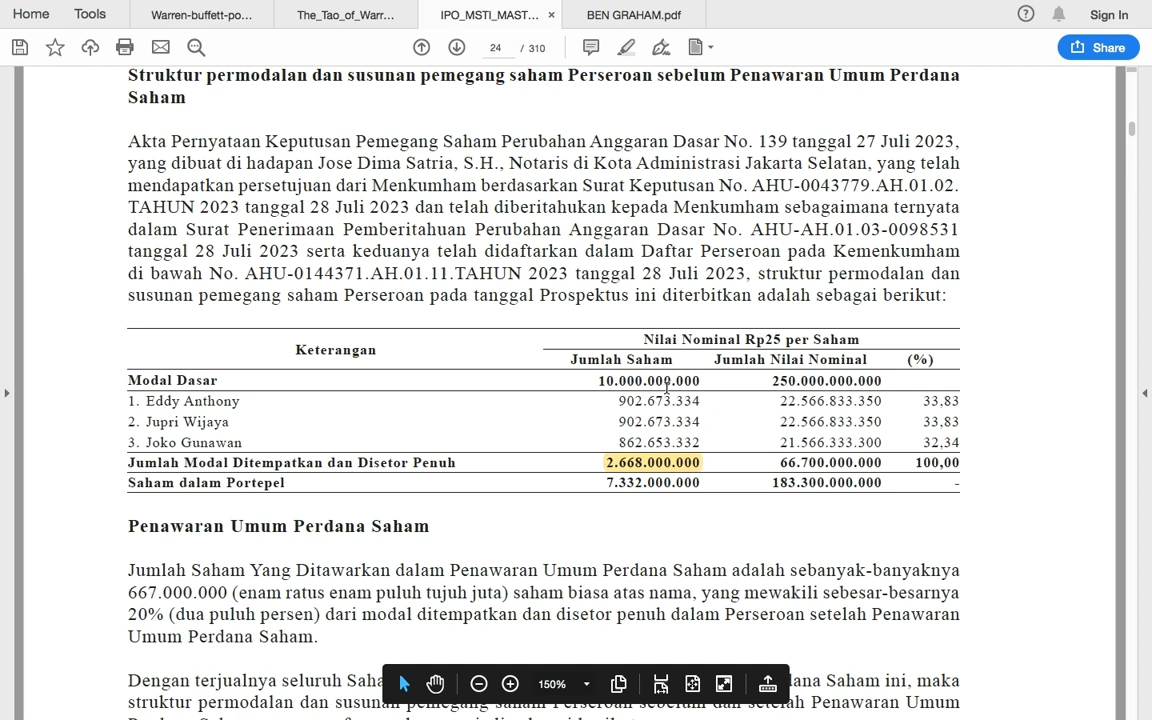 Home Tools Warren-buffett-po... The_Tao_of_Warr... IPO_MSTI_MAST... × BEN GRAHAM.pdf ? Sign In
24 / 310 Share
Struktur permodalan dan susunan pemegang saham Perseroan sebelum Penawaran Umum Perdana
Saham
Akta Pernyataan Keputusan Pemegang Saham Perubahan Anggaran Dasar No. 139 tanggal 27 Juli 2023,
yang dibuat di hadapan Jose Dima Satria, S.H., Notaris di Kota Administrasi Jakarta Selatan, yang telah
mendapatkan persetujuan dari Menkumham berdasarkan Surat Keputusan No. AHU-0043779.AH.01.02.
TAHUN 2023 tanggal 28 Juli 2023 dan telah diberitahukan kepada Menkumham sebagaimana ternyata
dalam Surat Penerimaan Pemberitahuan Perubahan Anggaran Dasar No. AHU-AH.01.03-0098531
tanggal 28 Juli 2023 serta keduanya telah didaftarkan dalam Daftar Perseroan pada Kemenkumham
di bawah No. AHU-0144371.AH.01.11.TAHUN 2023 tanggal 28 Juli 2023, struktur permodalan dan
susunan pemegang saham Perseroan pada tanggal Prospektus ini diterbitkan adalah sebagai berikut:
Keterangan Nilai Nominal Rp25 per Saham
Jumlah Saham Jumlah Nilai Nominal (%)
Modal Dasar 10.000.000.000 250.000.000.000
1. Eddy Anthony 902.673.334 22.566.833.350 33,83
2. Jupri Wijaya 902.673.334 22.566.833.350 33,83
3. Joko Gunawan 862.653.332 21.566.333.300 32,34
Jumlah Modal Ditempatkan dan Disetor Penuh 2.668.000.000 66.700.000.000 100,00
Saham dalam Portepel 7.332.000.000 183.300.000.000 -
Penawaran Umum Perdana Saham
Jumlah Saham Yang Ditawarkan dalam Penawaran Umum Perdana Saham adalah sebanyak-banyaknya
667.000.000 (enam ratus enam puluh tujuh juta) saham biasa atas nama, yang mewakili sebesar-besarnya
20% (dua puluh persen) dari modal ditempatkan dan disetor penuh dalam Perseroan setelah Penawaran
Umum Perdana Saham.
Dengan terjualnya seluruh Saha dana Saham ini, maka
150%
struktur permodalan dan susunan pemegang saham Perseroan sebelum dan setelah Penawaran Umum